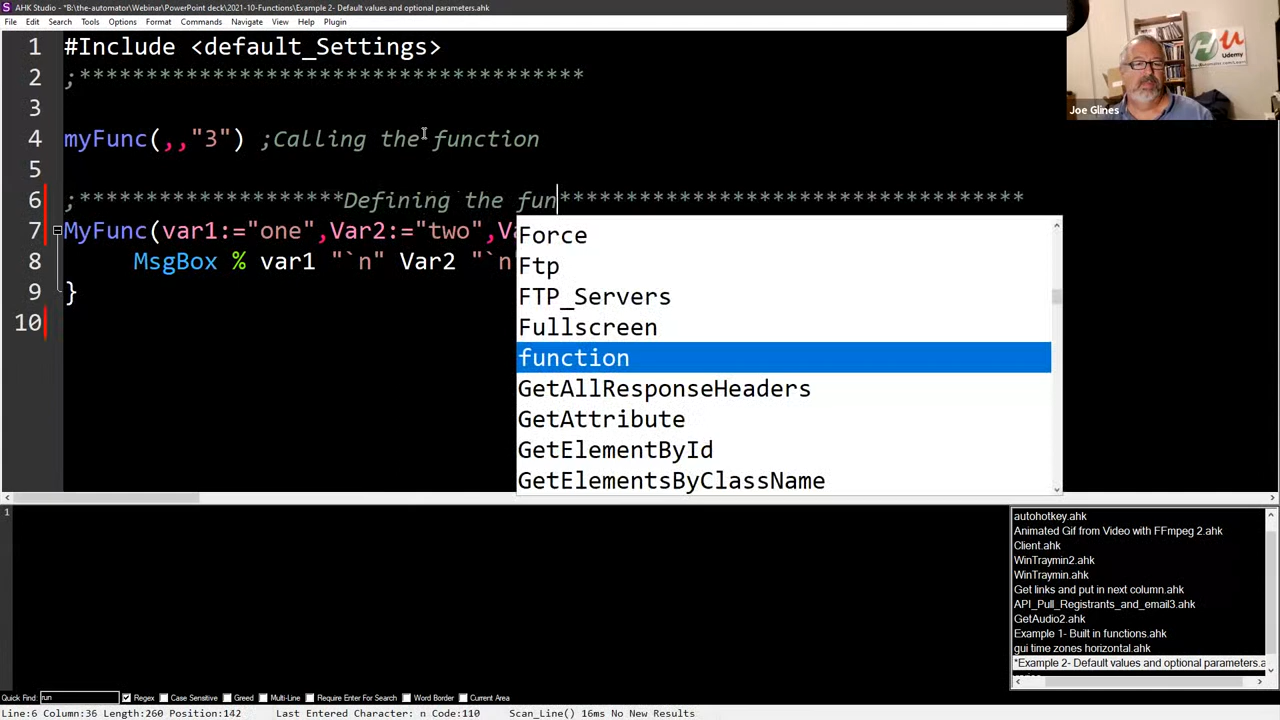 AHK Studio - *B:\the-automator\Webinar\PowerPoint deck\2021-10-Functions\Example 2- Default values and optional parameters.ahk
File Edit Search Tools Options Format Commands Navigate View Help Plugin
1 #Include <default_Settings>
2 ;**************************************
3
4 myFunc(,,"3") ;Calling the function
5
6 ;********************Defining the fun***********************************
7 MyFunc(var1:="one",Var2:="two",Va
8 MsgBox % var1 "`n" Var2 "`n"
9 }
10
Force
Ftp
FTP_Servers
Fullscreen
function
GetAllResponseHeaders
GetAttribute
GetElementById
GetElementsByClassName
Udemy
Joe Glines
1
autohotkey.ahk
Animated Gif from Video with FFmpeg 2.ahk
Client.ahk
WinTraymin2.ahk
WinTraymin.ahk
Get links and put in next column.ahk
API_Pull_Registrants_and_email3.ahk
GetAudio2.ahk
Example 1- Built in functions.ahk
gui time zones horizontal.ahk
*Example 2- Default values and optional parameters.a
Quick Find: run Regex Case Sensitive Greed Multi-Line Require Enter For Search Word Border Current Area
Line:6 Column:36 Length:260 Position:142 Last Entered Character: n Code:110 Scan_Line() 16ms No New Results